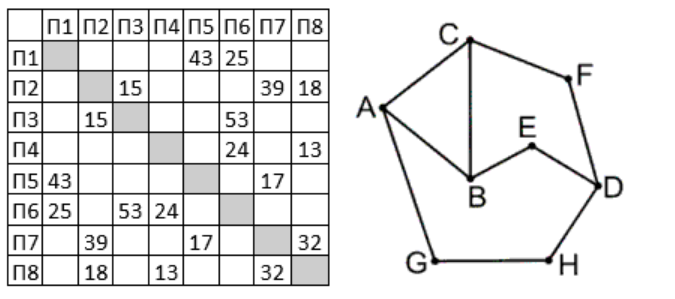 П1 П2 П3 П4 П5 П6 П7 П8
П1 43 25
П2 15 39 18
П3 15 53
П4 24 13
П5 43 17
П6 25 53 24
П7 39 17 32
П8 18 13 32
C
F
A
E
B
D
G
H